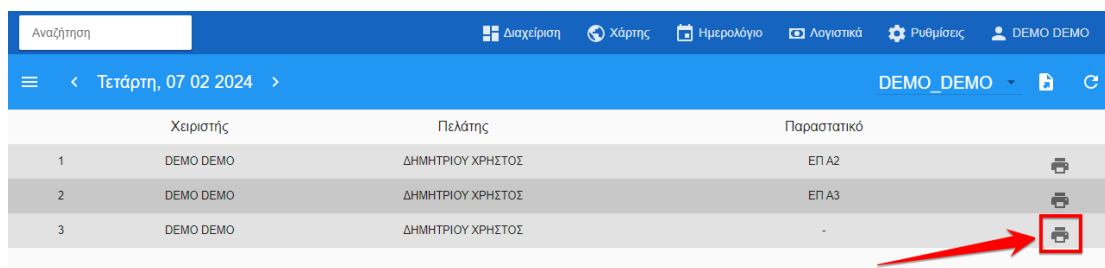 Αναζήτηση Διαχείριση Χάρτης Ημερολόγιο Λογιστικά Ρυθμίσεις DEMO DEMO
Τετάρτη, 07 02 2024 DEMO_DEMO
Χειριστής Πελάτης Παραστατικό
1 DEMO DEMO ΔΗΜΗΤΡΙΟΥ ΧΡΗΣΤΟΣ ΕΠ Α2
2 DEMO DEMO ΔΗΜΗΤΡΙΟΥ ΧΡΗΣΤΟΣ ΕΠ Α3
3 DEMO DEMO ΔΗΜΗΤΡΙΟΥ ΧΡΗΣΤΟΣ -